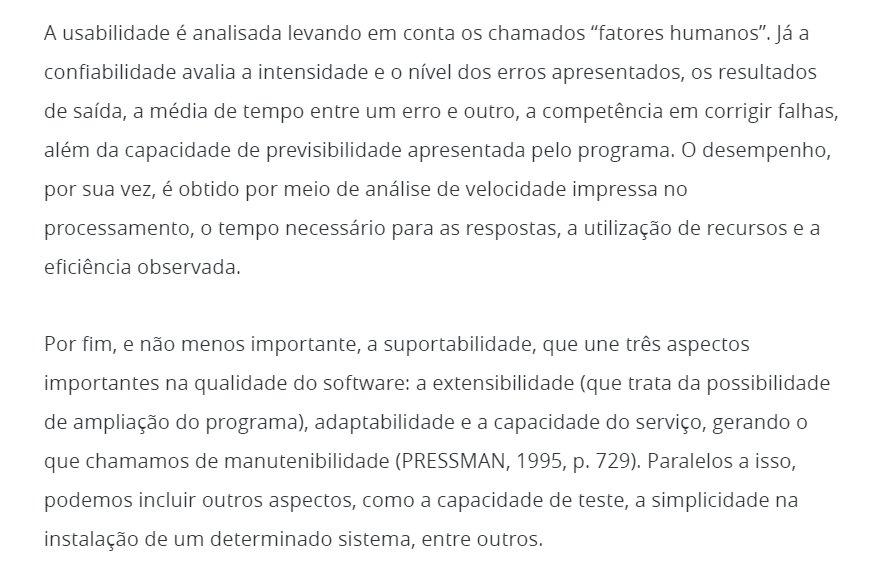 A usabilidade é analisada levando em conta os chamados “fatores humanos”. Já a
confiabilidade avalia a intensidade e o nível dos erros apresentados, os resultados
de saída, a média de tempo entre um erro e outro, a competência em corrigir falhas,
além da capacidade de previsibilidade apresentada pelo programa. O desempenho,
por sua vez, é obtido por meio de análise de velocidade impressa no
processamento, o tempo necessário para as respostas, a utilização de recursos e a
eficiência observada.
Por fim, e não menos importante, a suportabilidade, que une três aspectos
importantes na qualidade do software: a extensibilidade (que trata da possibilidade
de ampliação do programa), adaptabilidade e a capacidade do serviço, gerando o
que chamamos de manutenibilidade (PRESSMAN, 1995, p. 729). Paralelos a isso,
podemos incluir outros aspectos, como a capacidade de teste, a simplicidade na
instalação de um determinado sistema, entre outros.